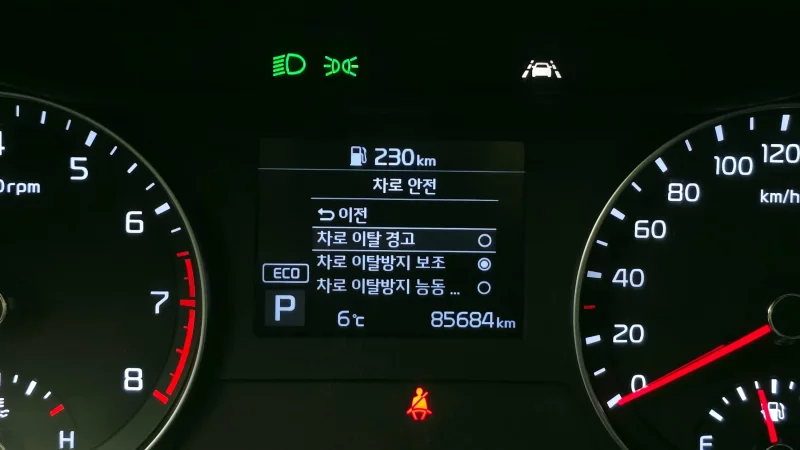 230km
차로 안전
이전
차로 이탈 경고
차로 이탈방지 보조
차로 이탈방지 능동 ...
ECO
P
6℃
85684km
5
6
7
8
rpm
H
0
20
40
60
80
100
120
km/h
E